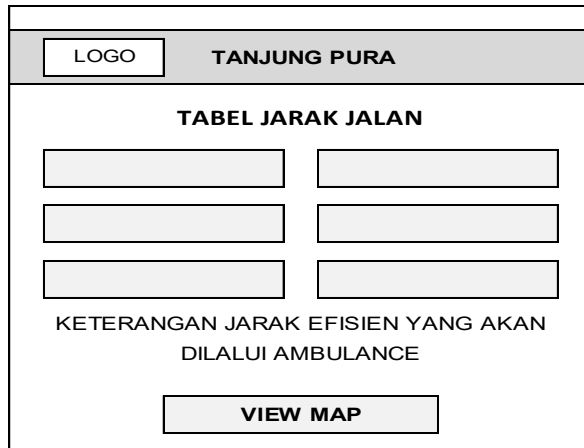 LOGO TANJUNG PURA
TABEL JARAK JALAN
KETERANGAN JARAK EFISIEN YANG AKAN
DILALUI AMBULANCE
VIEW MAP